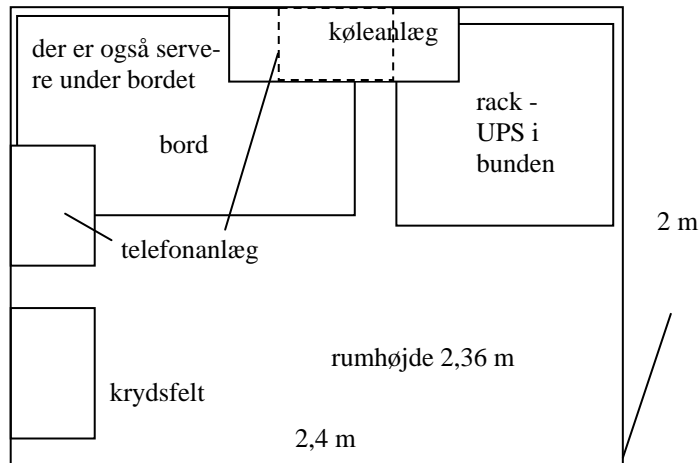 køleanlæg
der er også serve-
re under bordet
rack -
UPS i
bunden
bord
2 m
telefonanlæg
rumhøjde 2,36 m
krydsfelt
2,4 m